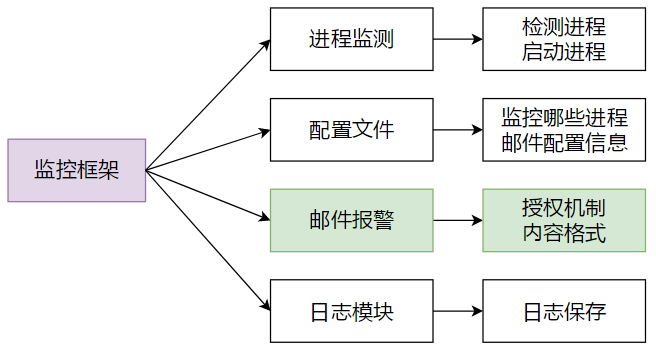 监控框架
进程监测
检测进程
启动进程
配置文件
监控哪些进程
邮件配置信息
邮件报警
授权机制
内容格式
日志模块
日志保存